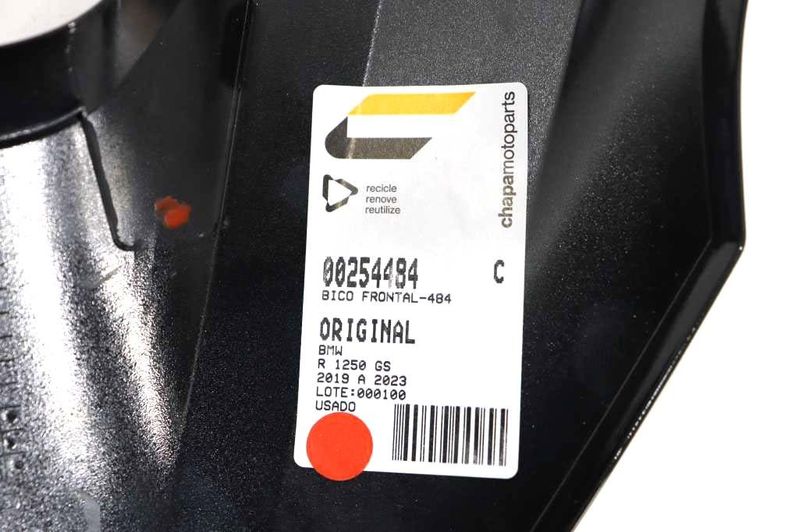 chapamotoparts
recicle
renove
reutilize
00254484 C
BICO FRONTAL-484
ORIGINAL
BMW
R 1250 GS
2019 A 2023
LOTE:000100
USADO